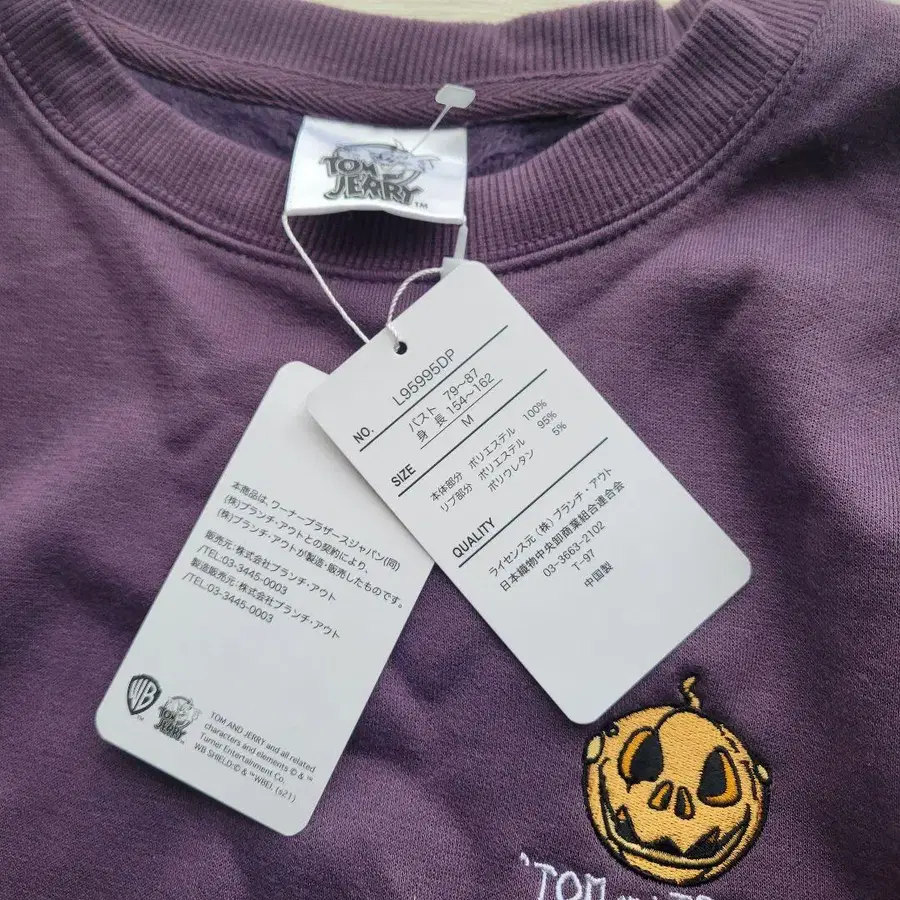 TOM
JERRY™
NO. L95995DP
バスト 79〜87
身長 154〜162
SIZE M
本体部分 ポリエステル 100%
リブ部分 ポリエステル 95%
ポリウレタン 5%
QUALITY
ライセンス元 (株) ブランチ・アウト
日本織物中央卸商業組合連合会
03-3663-2102
T-97
中国製
本商品は、ワーナーブラザースジャパン(同)
(株)ブランチ・アウトとの契約により、
(株)ブランチ・アウトが製造・販売したものです。
販売元:株式会社ブランチ・アウト
/TEL:03-3445-0003
製造販売元:株式会社ブランチ・アウト
/TEL:03-3445-0003
WB™
TOM
JERRY
TOM AND JERRY and all related
characters and elements © & ™
Turner Entertainment Co.
WB SHIELD:© &™WBEI. (s21)
'TOM